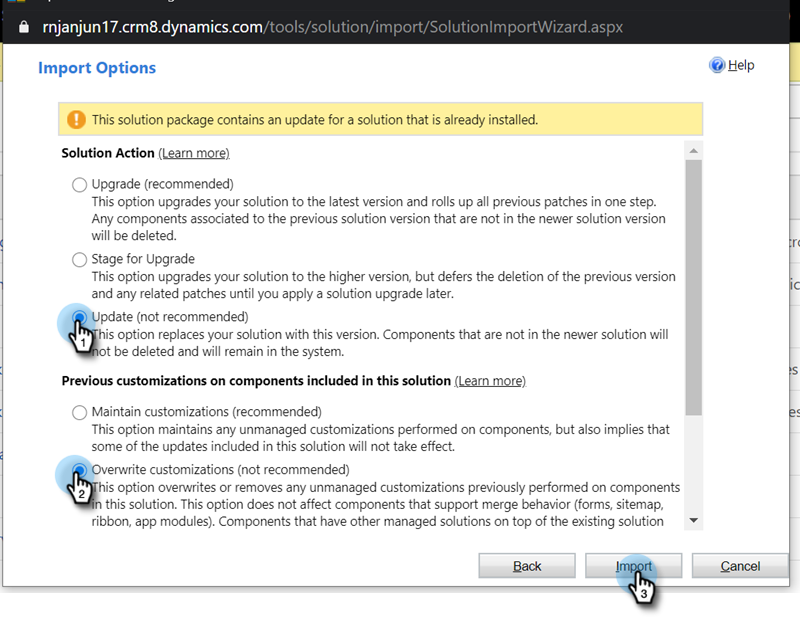 rnjanjun17.crm8.dynamics.com/tools/solution/import/SolutionImportWizard.aspx
Import Options
Help
This solution package contains an update for a solution that is already installed.
Solution Action (Learn more)
Upgrade (recommended)
This option upgrades your solution to the latest version and rolls up all previous patches in one step.
Any components associated to the previous solution version that are not in the newer solution version
will be deleted.
Stage for Upgrade
This option upgrades your solution to the higher version, but defers the deletion of the previous version
and any related patches until you apply a solution upgrade later.
Update (not recommended)
This option replaces your solution with this version. Components that are not in the newer solution will
not be deleted and will remain in the system.
1
Previous customizations on components included in this solution (Learn more)
Maintain customizations (recommended)
This option maintains any unmanaged customizations performed on components, but also implies that
some of the updates included in this solution will not take effect.
Overwrite customizations (not recommended)
This option overwrites or removes any unmanaged customizations previously performed on components
2
in this solution. This option does not affect components that support merge behavior (forms, sitemap,
ribbon, app modules). Components that have other managed solutions on top of the existing solution
Back
Import
Cancel
3